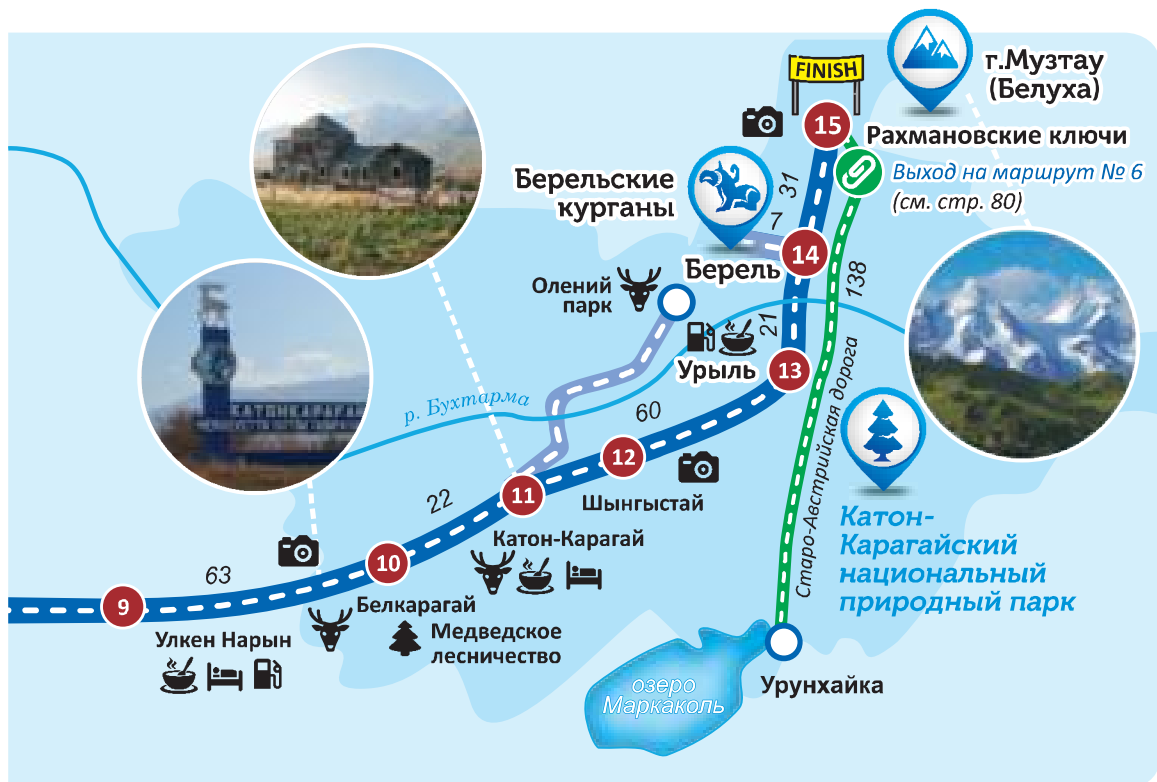 FINISH
г.Музтау
(Белуха)
15
Рахмановские ключи
Выход на маршрут № 6
(см. стр. 80)
Берельские
курганы
31
7
14
Берель
138
Олений
парк
21
Урыль
13
Старо-Австрийская дорога
р. Бухтарма
60
КАТОНКАРАГАЙ
12
Шынгыстай
22
11
Катон-Карагай
Катон-
Карагайский
национальный
природный парк
63
10
Белкарагай
9
Улкен Нарын
Медведское
лесничество
озеро
Маркаколь
Урунхайка